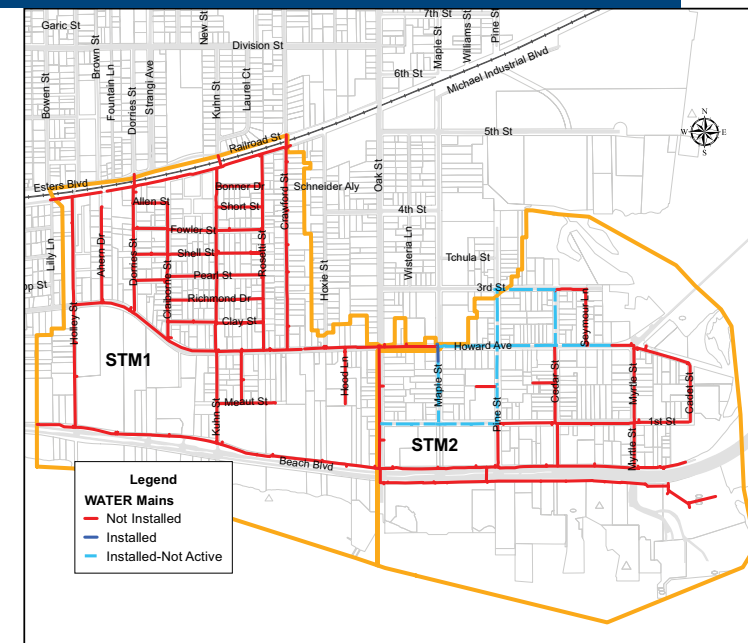 Garic St
Bowen St
Brown St
Fountain Ln
Dorries St
Strangi Ave
New St
Kuhn St
Laurel Ct
Division St
7th St
Maple St
Williams St
Pine St
6th St
Michael Industrial Blvd
5th St
N
W
E
S
Railroad St
Esters Blvd
Bonner Dr
Schneider Aly
Oak St
Allen St
Short St
Crawford St
4th St
Fowler St
Wisteria Ln
Lilly Ln
Ahern Dr
Dorries St
Claiborne St
Shell St
Rosetti St
Tchula St
Pearl St
Hoxie St
3rd St
op St
Richmond Dr
Seymour Ln
Holley St
Clay St
Howard Ave
STM1
Hood Ln
Maple St
Cedar St
Myrtle St
Cadet St
Kuhn St
Meaut St
Pine St
1st St
STM2
Myrtle St
Beach Blvd
Legend
WATER Mains
Not Installed
Installed
Installed-Not Active